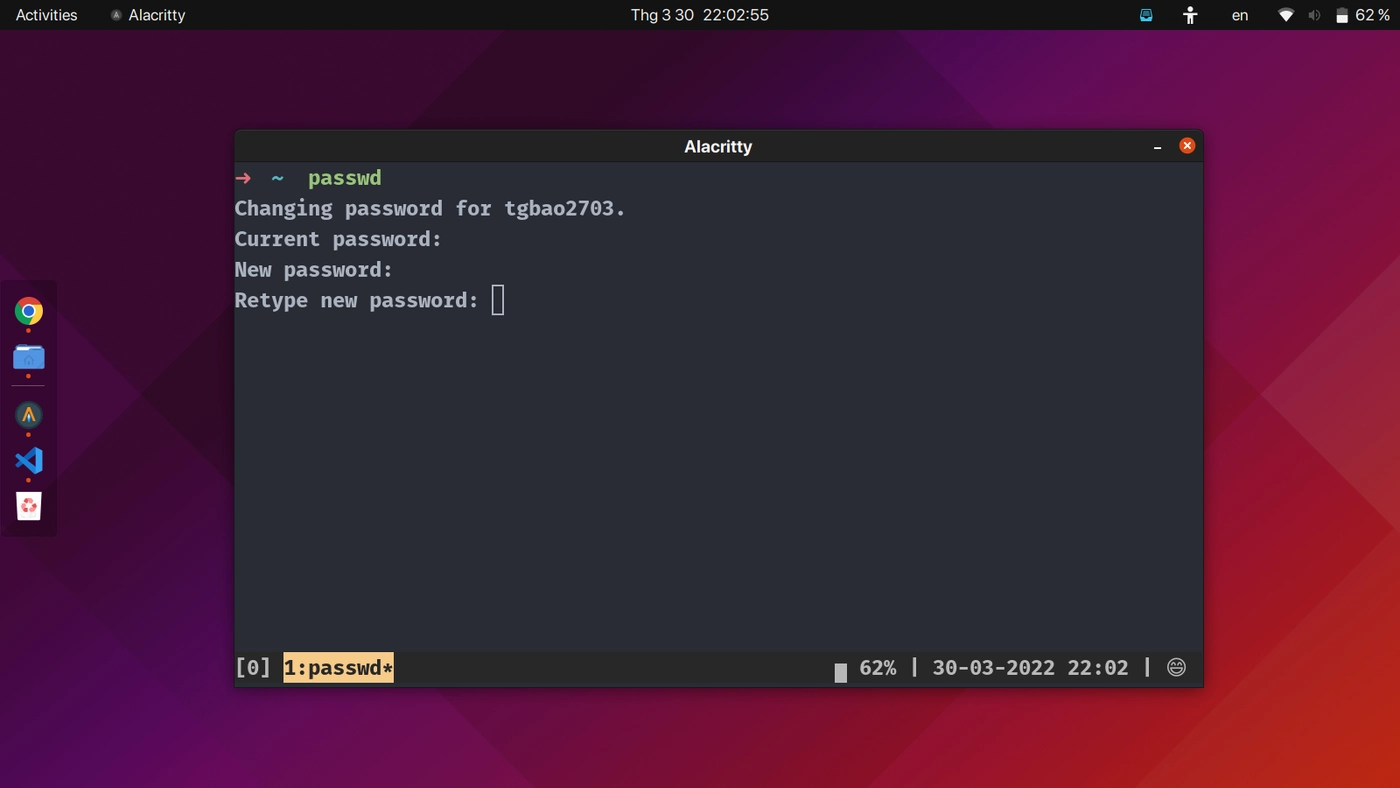 Activities Alacritty Thg 3 30 22:02:55 en 62 %
Alacritty
→ ~ passwd
Changing password for tgbao2703.
Current password:
New password:
Retype new password:
[0] 1:passwd* 62% | 30-03-2022 22:02 | 😄